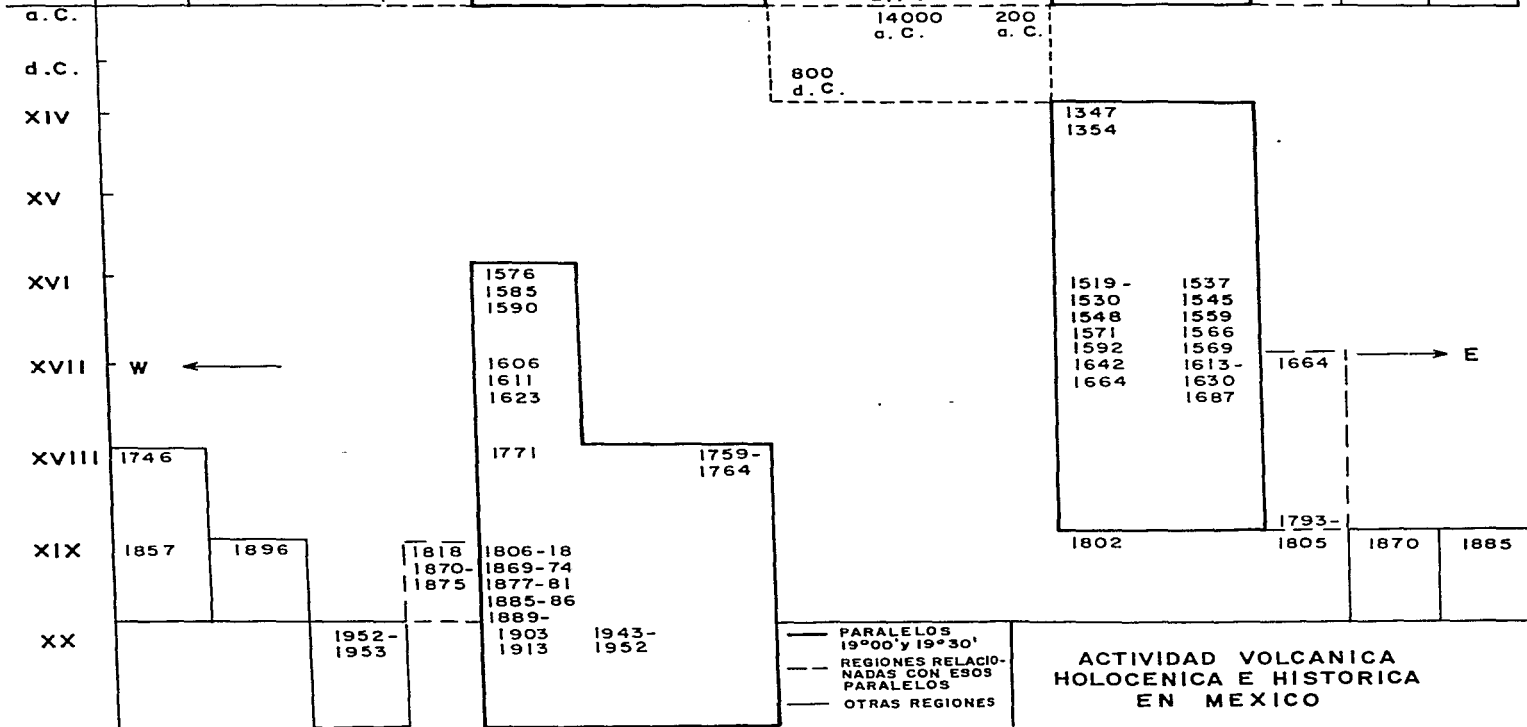 a.C.
14000 200
a.C. a.C.
d.C.
800
d.C.
XIV
1347
1354
XV
XVI
1576
1585
1590
1519- 1537
1530 1545
1548 1559
1571 1566
1592 1569
1642 1613-
1664 1630
1687
XVII W
1606
1611
1623
1664
E
XVIII 1746
1771
1759-
1764
1793-
XIX 1857 1896 1818 1806-18 1802 1805 1870 1885
1870- 1869-74
1875 1877-81
1885-86
1889-
XX 1952- 1903 1943-
1953 1913 1952
PARALELOS
19°00' y 19°30'
REGIONES RELACIO-
NADAS CON ESOS
PARALELOS
OTRAS REGIONES
ACTIVIDAD VOLCANICA
HOLOCENICA E HISTORICA
EN MEXICO